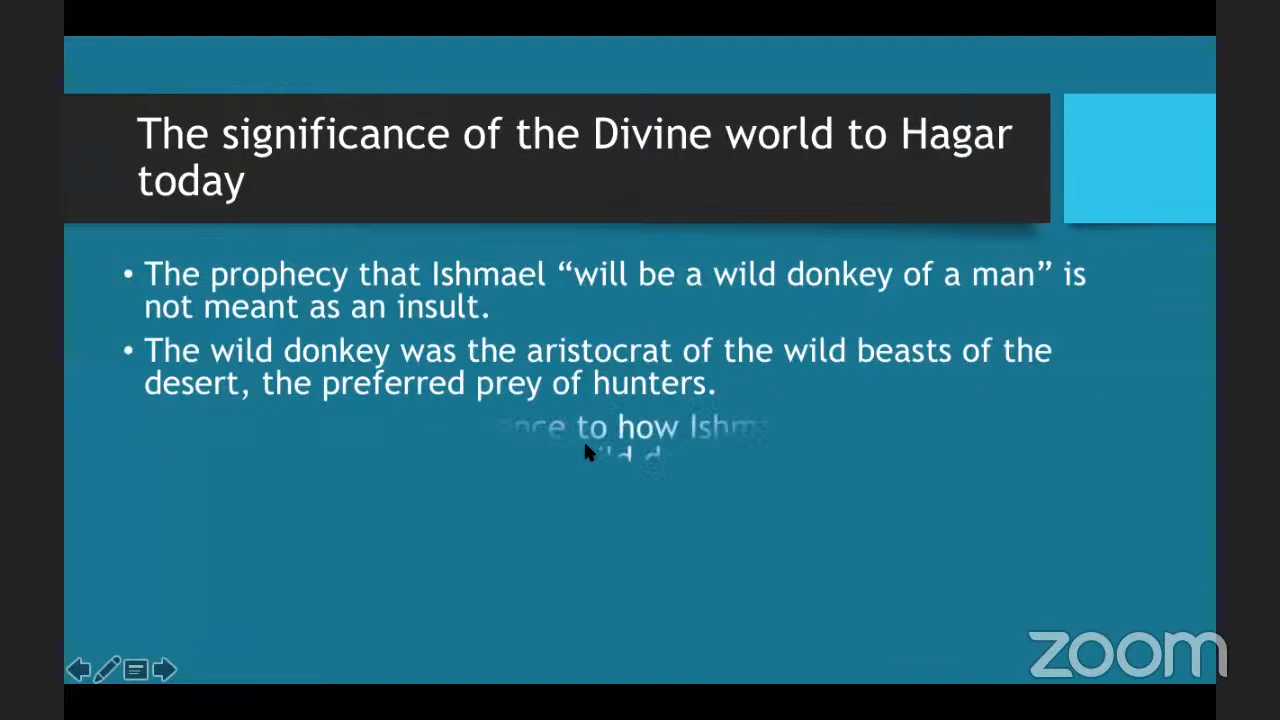 The significance of the Divine world to Hagar
today
• The prophecy that Ishmael “will be a wild donkey of a man” is
not meant as an insult.
• The wild donkey was the aristocrat of the wild beasts of the
desert, the preferred prey of hunters.
to how
zoom